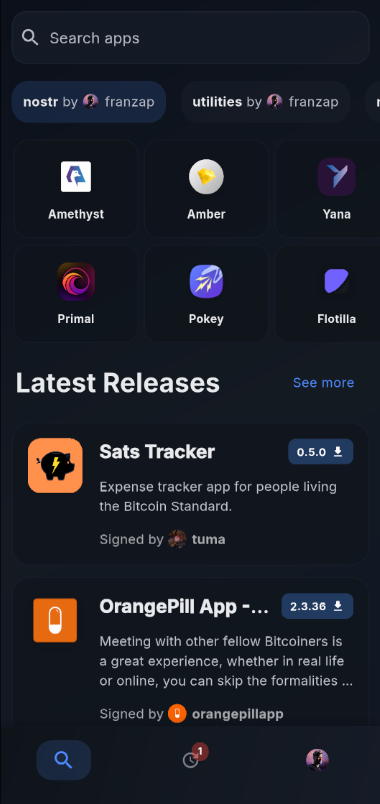 Search apps
nostr by franzap utilities by franzap
Amethyst Amber Yana
Primal Pokey Flotilla
Latest Releases See more
Sats Tracker 0.5.0
Expense tracker app for people living
the Bitcoin Standard.
Signed by tuma
OrangePill App -... 2.3.36
Meeting with other fellow Bitcoiners is
a great experience, whether in real life
or online, you can skip the formalities ...
Signed by orangepillapp
1